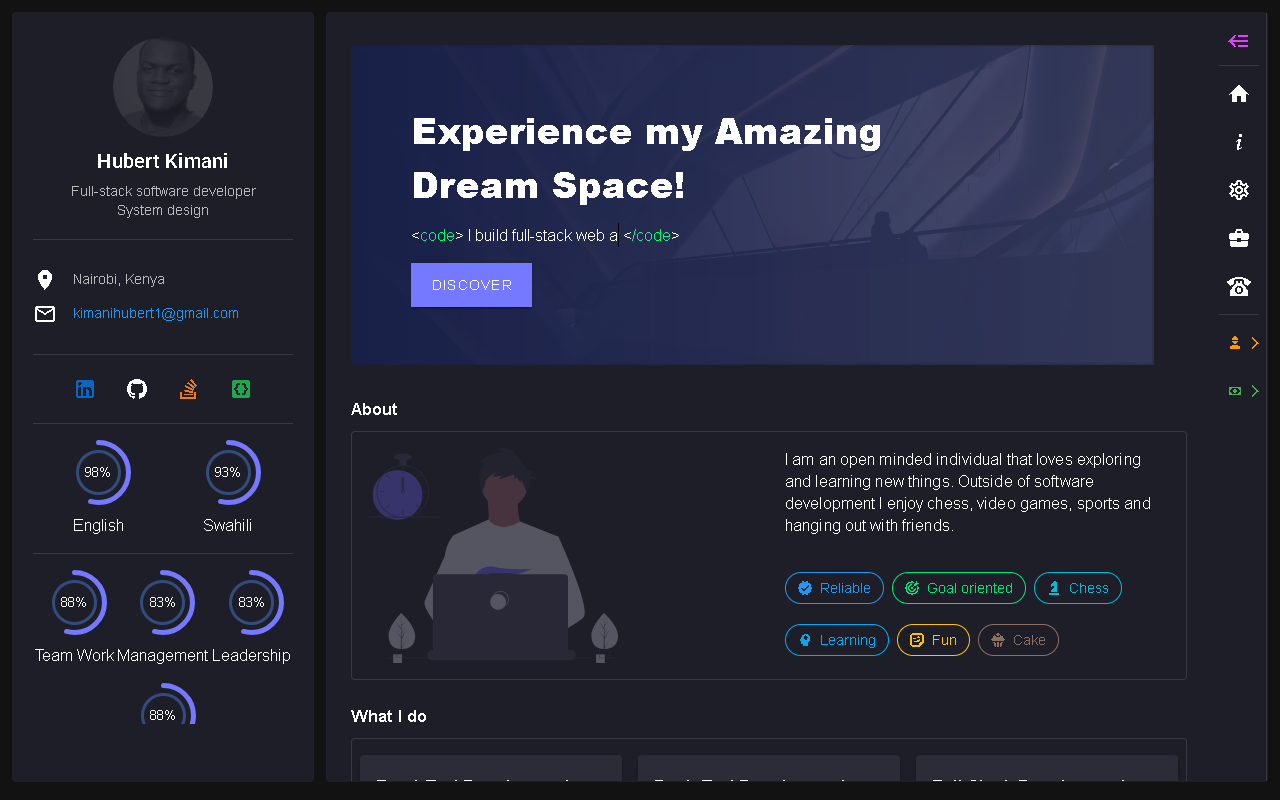 Hubert Kimani
Full-stack software developer
System design
Nairobi, Kenya
kimanihubert1@gmail.com
98%
93%
English
Swahili
88%
83%
83%
Team Work
Management
Leadership
88%
Experience my Amazing
Dream Space!
<code> I build full-stack web a </code>
DISCOVER
About
I am an open minded individual that loves exploring
and learning new things. Outside of software
development I enjoy chess, video games, sports and
hanging out with friends.
Reliable
Goal oriented
Chess
Learning
Fun
Cake
What I do